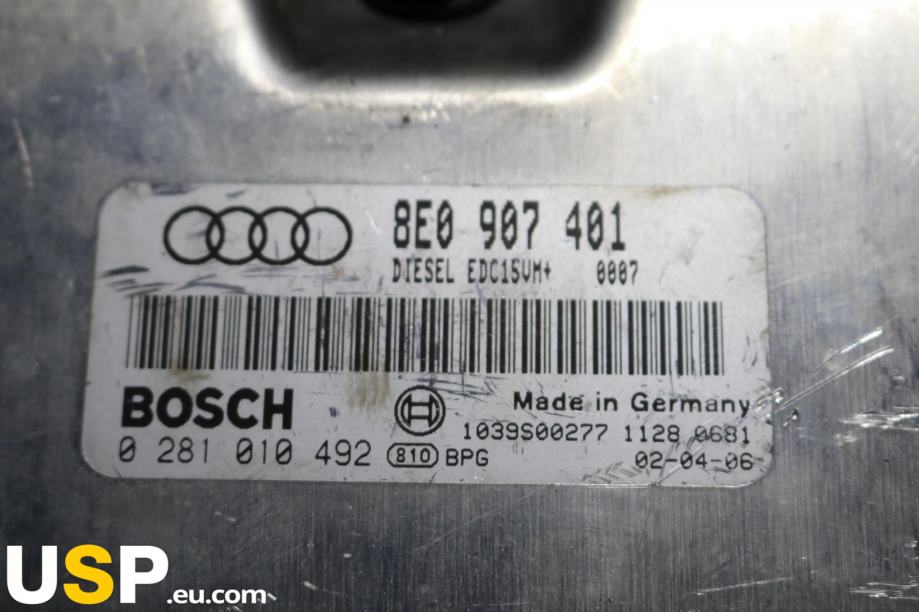 8E0 907 401
DIESEL EDC15VM+ 0007
BOSCH
Made in Germany
1039S00277 1128 0681
0 281 010 492 810 BPG
02-04-06
USP.eu.com